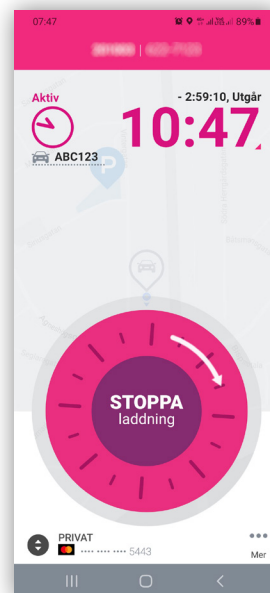 07:47 89%
Aktiv - 2:59:10, Utgår
10:47
ABC123
P
STOPPA
laddning
PRIVAT
•••• •••• •••• 5443
Mer